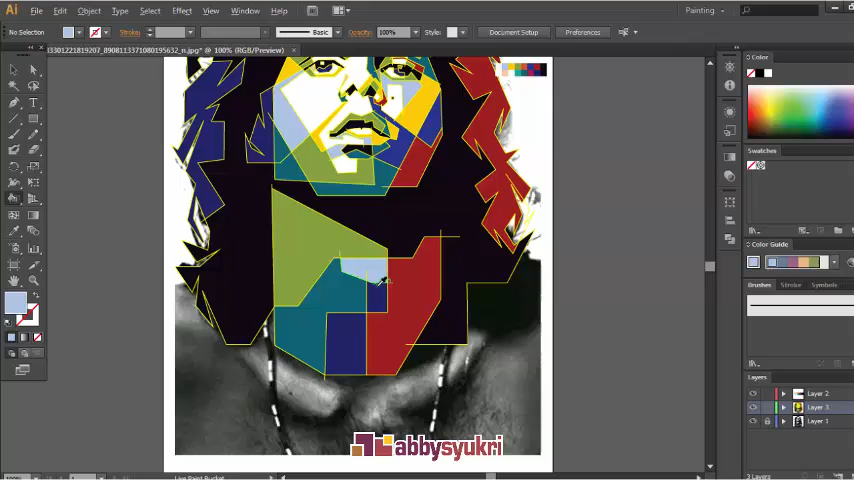 Ai File Edit Object Type Select Effect View Window Help Painting
No Selection Stroke: Basic Opacity: 100% Style: Document Setup Preferences
33301221819207_8908113371080195632_n.jpg* @ 100% (RGB/Preview) ×
Color
Swatches
Color Guide
Brushes Stroke Symbols
Layers
Layer 2
Layer 3
Layer 1
abbysyukri
100% Live Paint Bucket 3 Layers